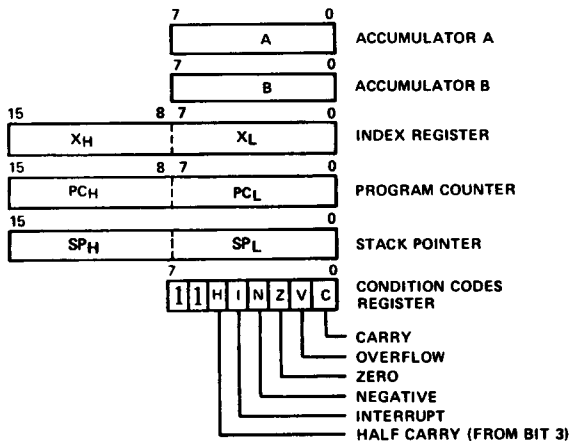 7 0
A ACCUMULATOR A
7 0
B ACCUMULATOR B
15 8 7 0
XH XL INDEX REGISTER
15 8 7 0
PCH PCL PROGRAM COUNTER
15 0
SPH SPL STACK POINTER
7 0
1 1 H I N Z V C CONDITION CODES
REGISTER
CARRY
OVERFLOW
ZERO
NEGATIVE
INTERRUPT
HALF CARRY (FROM BIT 3)